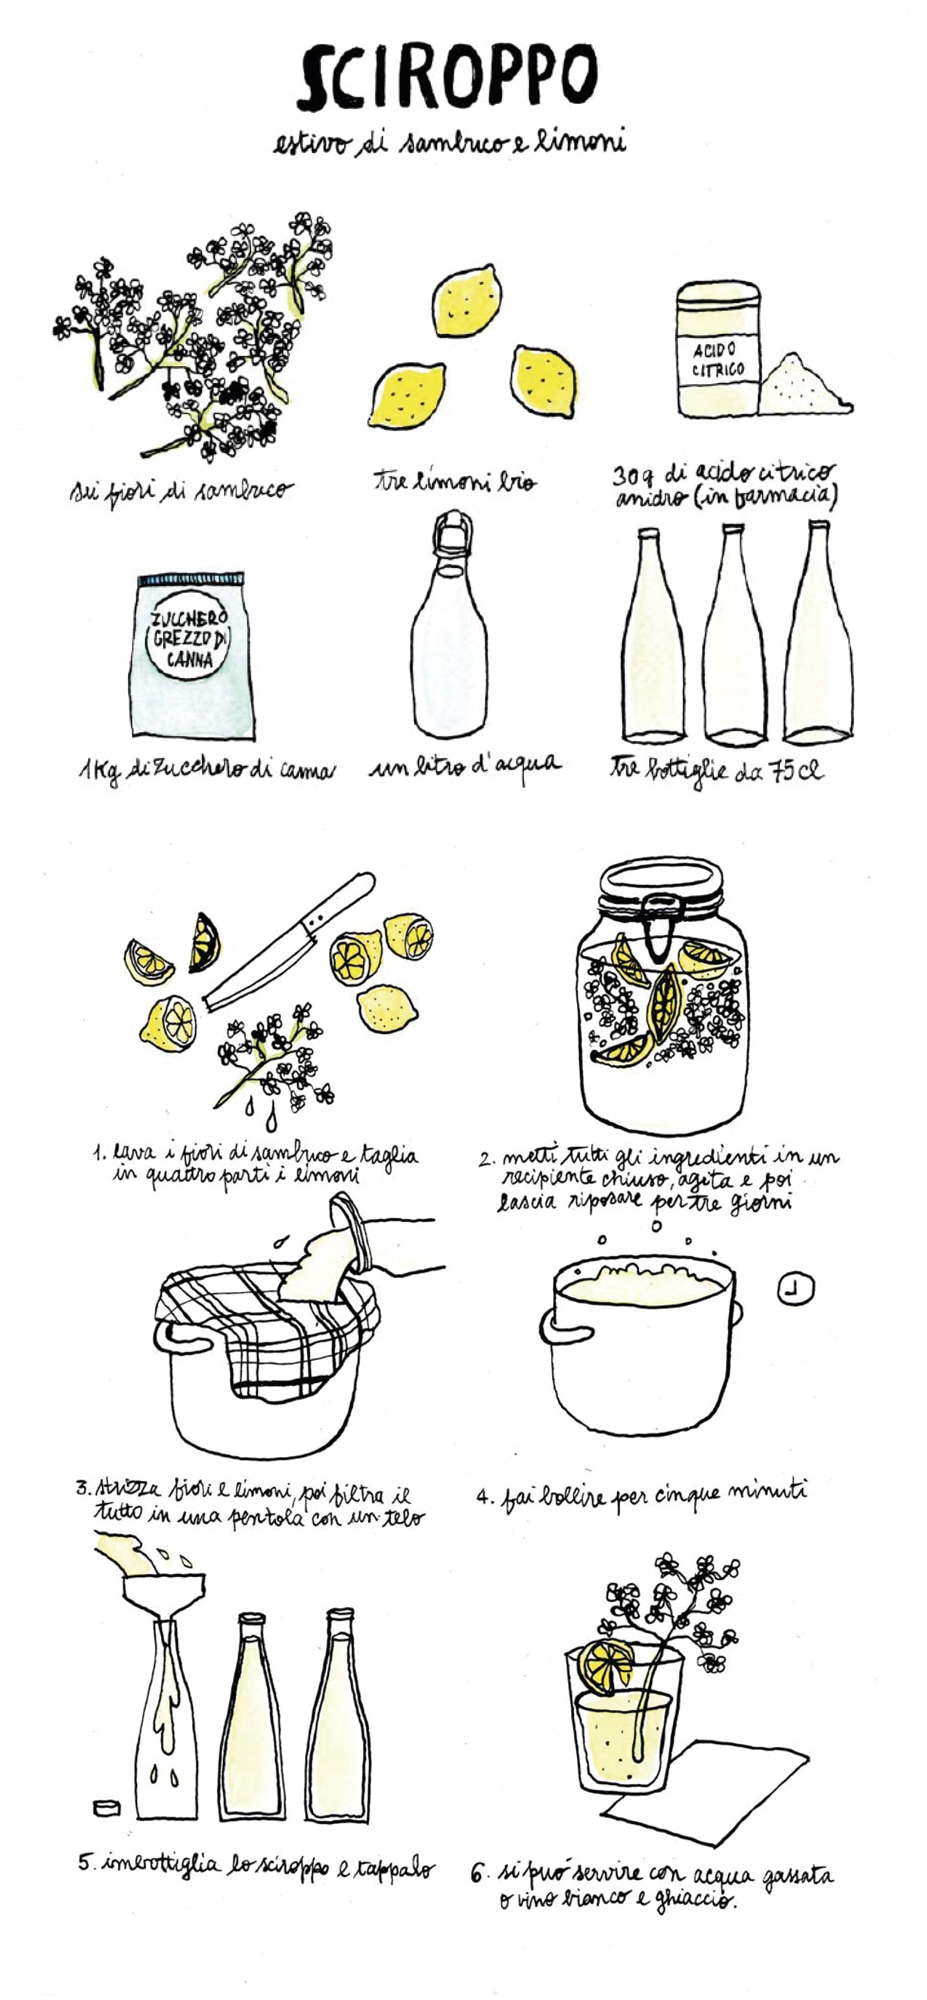 SCIROPPO
estivo di sambuco e limoni
sei fiori di sambuco
tre limoni bio
ACIDO
CITRICO
30g di acido citrico
anidro (in farmacia)
ZUCCHERO
GREZZO DI
CANNA
1Kg di Zucchero di canna
un litro d'acqua
tre bottiglie da 75 cl
1. lava i fiori di sambuco e taglia
in quattro parti i limoni
2. metti tutti gli ingredienti in un
recipiente chiuso, agita e poi
lascia riposare per tre giorni
3. strizza fiori e limoni, poi filtra il
tutto in una pentola con un telo
4. fai bollire per cinque minuti
5. imbottiglia lo sciroppo e tappalo
6. si può servire con acqua gassata
o vino bianco e ghiaccio.